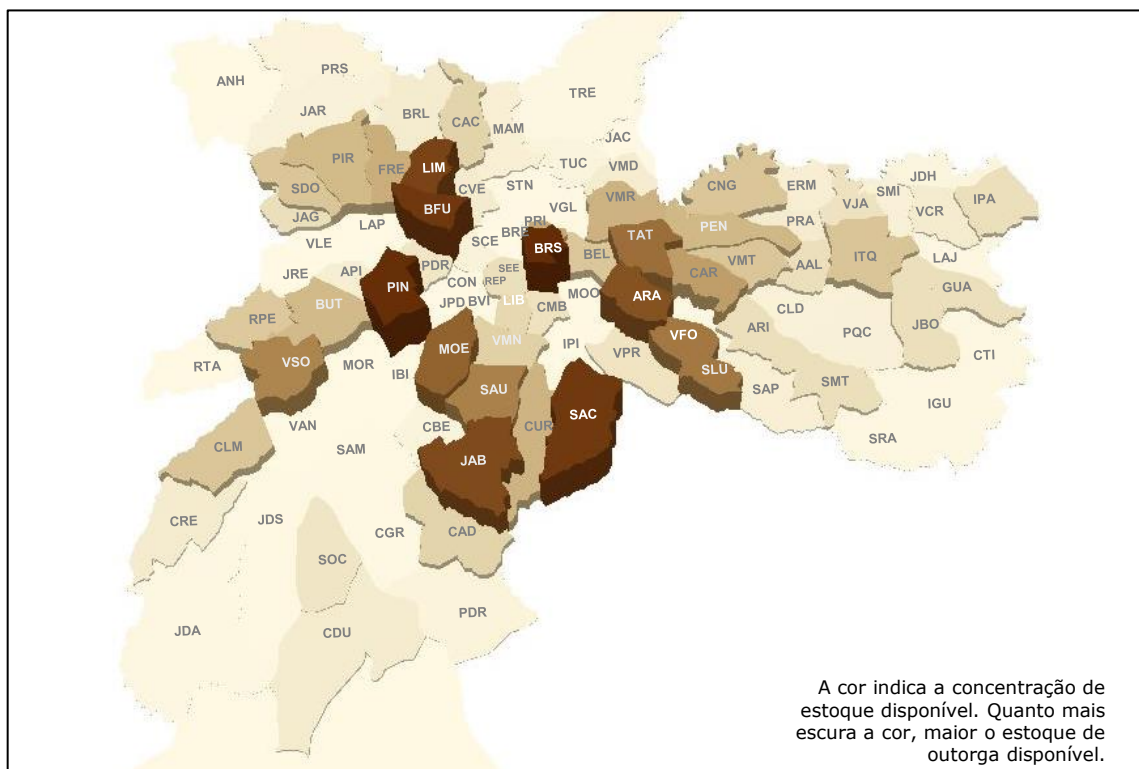 ANH
PRS
JAR
BRL
CAC
MAM
TRE
JAC
PIR
FRE
LIM
TUC
VMD
SDO
CVE
STN
CNG
ERM
SMI
JDH
JAG
BFU
VMR
VJA
VCR
IPA
LAP
VGL
PRI
PRA
VLE
SCE
BRE
BRS
TAT
PEN
JRE
API
PDR
SEE
BEL
VMT
AAL
ITQ
LAJ
PIN
CON
REP
CAR
BUT
JPD
BVI
LIB
CMB
MOO
ARA
GUA
RPE
CLD
ARI
JBO
PQC
RTA
VSO
MOR
MOE
VMN
IPI
VPR
VFO
CTI
IBI
SLU
SAP
SMT
SAU
IGU
VAN
CBE
CUR
SAC
CLM
SAM
SRA
JAB
CRE
JDS
CGR
CAD
SOC
PDR
JDA
CDU
A cor indica a concentração de
estoque disponível. Quanto mais
escura a cor, maior o estoque de
outorga disponível.